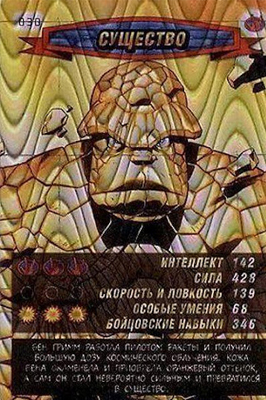 030
СУЩЕСТВО
ИНТЕЛЛЕКТ 142
СИЛА 428
СКОРОСТЬ И ЛОВКОСТЬ 139
ОСОБЫЕ УМЕНИЯ 68
БОЙЦОВСКИЕ НАВЫКИ 346
БЕН ГРИММ РАБОТАЛ ПИЛОТОМ РАКЕТЫ И ПОЛУЧИЛ
БОЛЬШУЮ ДОЗУ КОСМИЧЕСКОГО ОБЛУЧЕНИЯ. КОЖА
БЕНА ОКАМЕНЕЛА И ПРИОБРЕЛА ОРАНЖЕВЫЙ ОТТЕНОК,
А САМ ОН СТАЛ НЕВЕРОЯТНО СИЛЬНЫМ И ПРЕВРАТИЛСЯ
В СУЩЕСТВО.